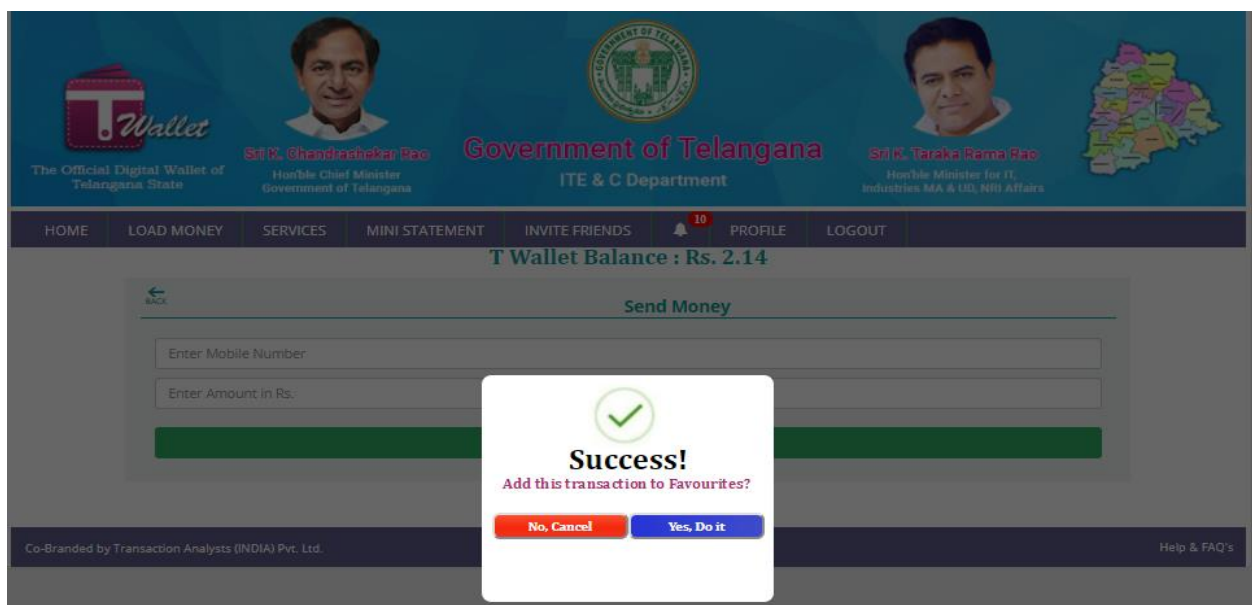 T Wallet
The Official Digital Wallet of
Telangana State
Sri K. Chandrashekar Rao
Hon'ble Chief Minister
Government of Telangana
GOVERNMENT OF TELANGANA
Government of Telangana
ITE & C Department
Sri K. Taraka Rama Rao
Hon'ble Minister for IT,
Industries MA & UD, NRI Affairs
HOME LOAD MONEY SERVICES MINI STATEMENT INVITE FRIENDS 10 PROFILE LOGOUT
T Wallet Balance : Rs. 2.14
BACK
Send Money
Enter Mobile Number
Enter Amount in Rs.
Success!
Add this transaction to Favourites?
No, Cancel Yes, Do it
Co-Branded by Transaction Analysts (INDIA) Pvt. Ltd.
Help & FAQ's